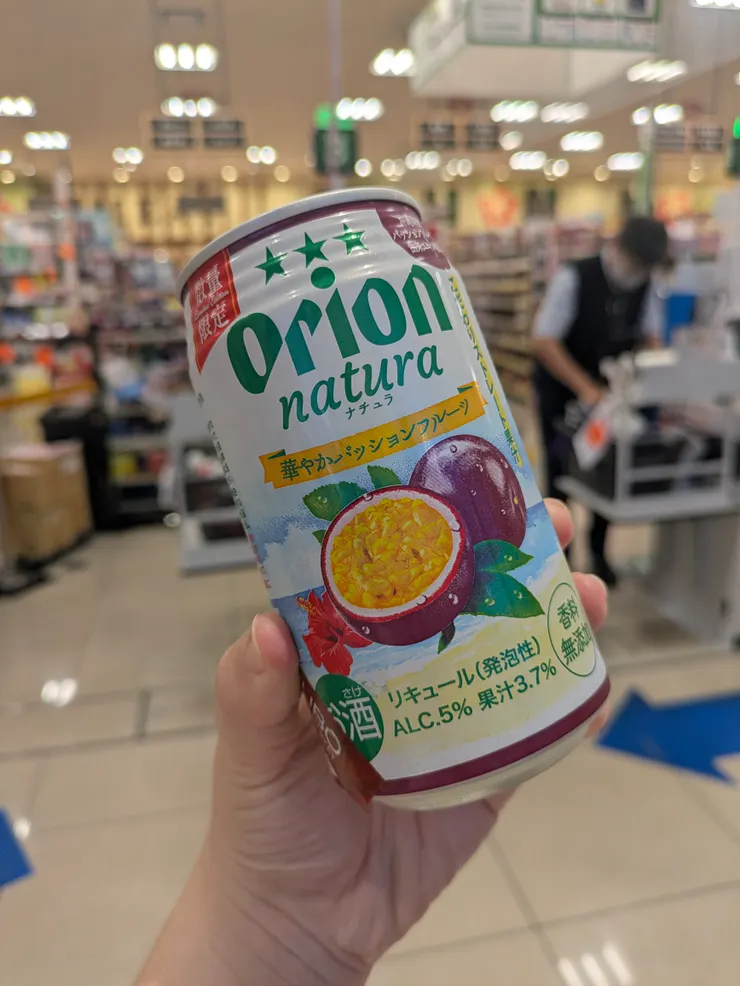 数量
限定
orion
natura
ナチュラ
華やかパッションフルーツ
香料
無添加
リキュール(発泡性)
ALC.5% 果汁3.7%
さけ
酒